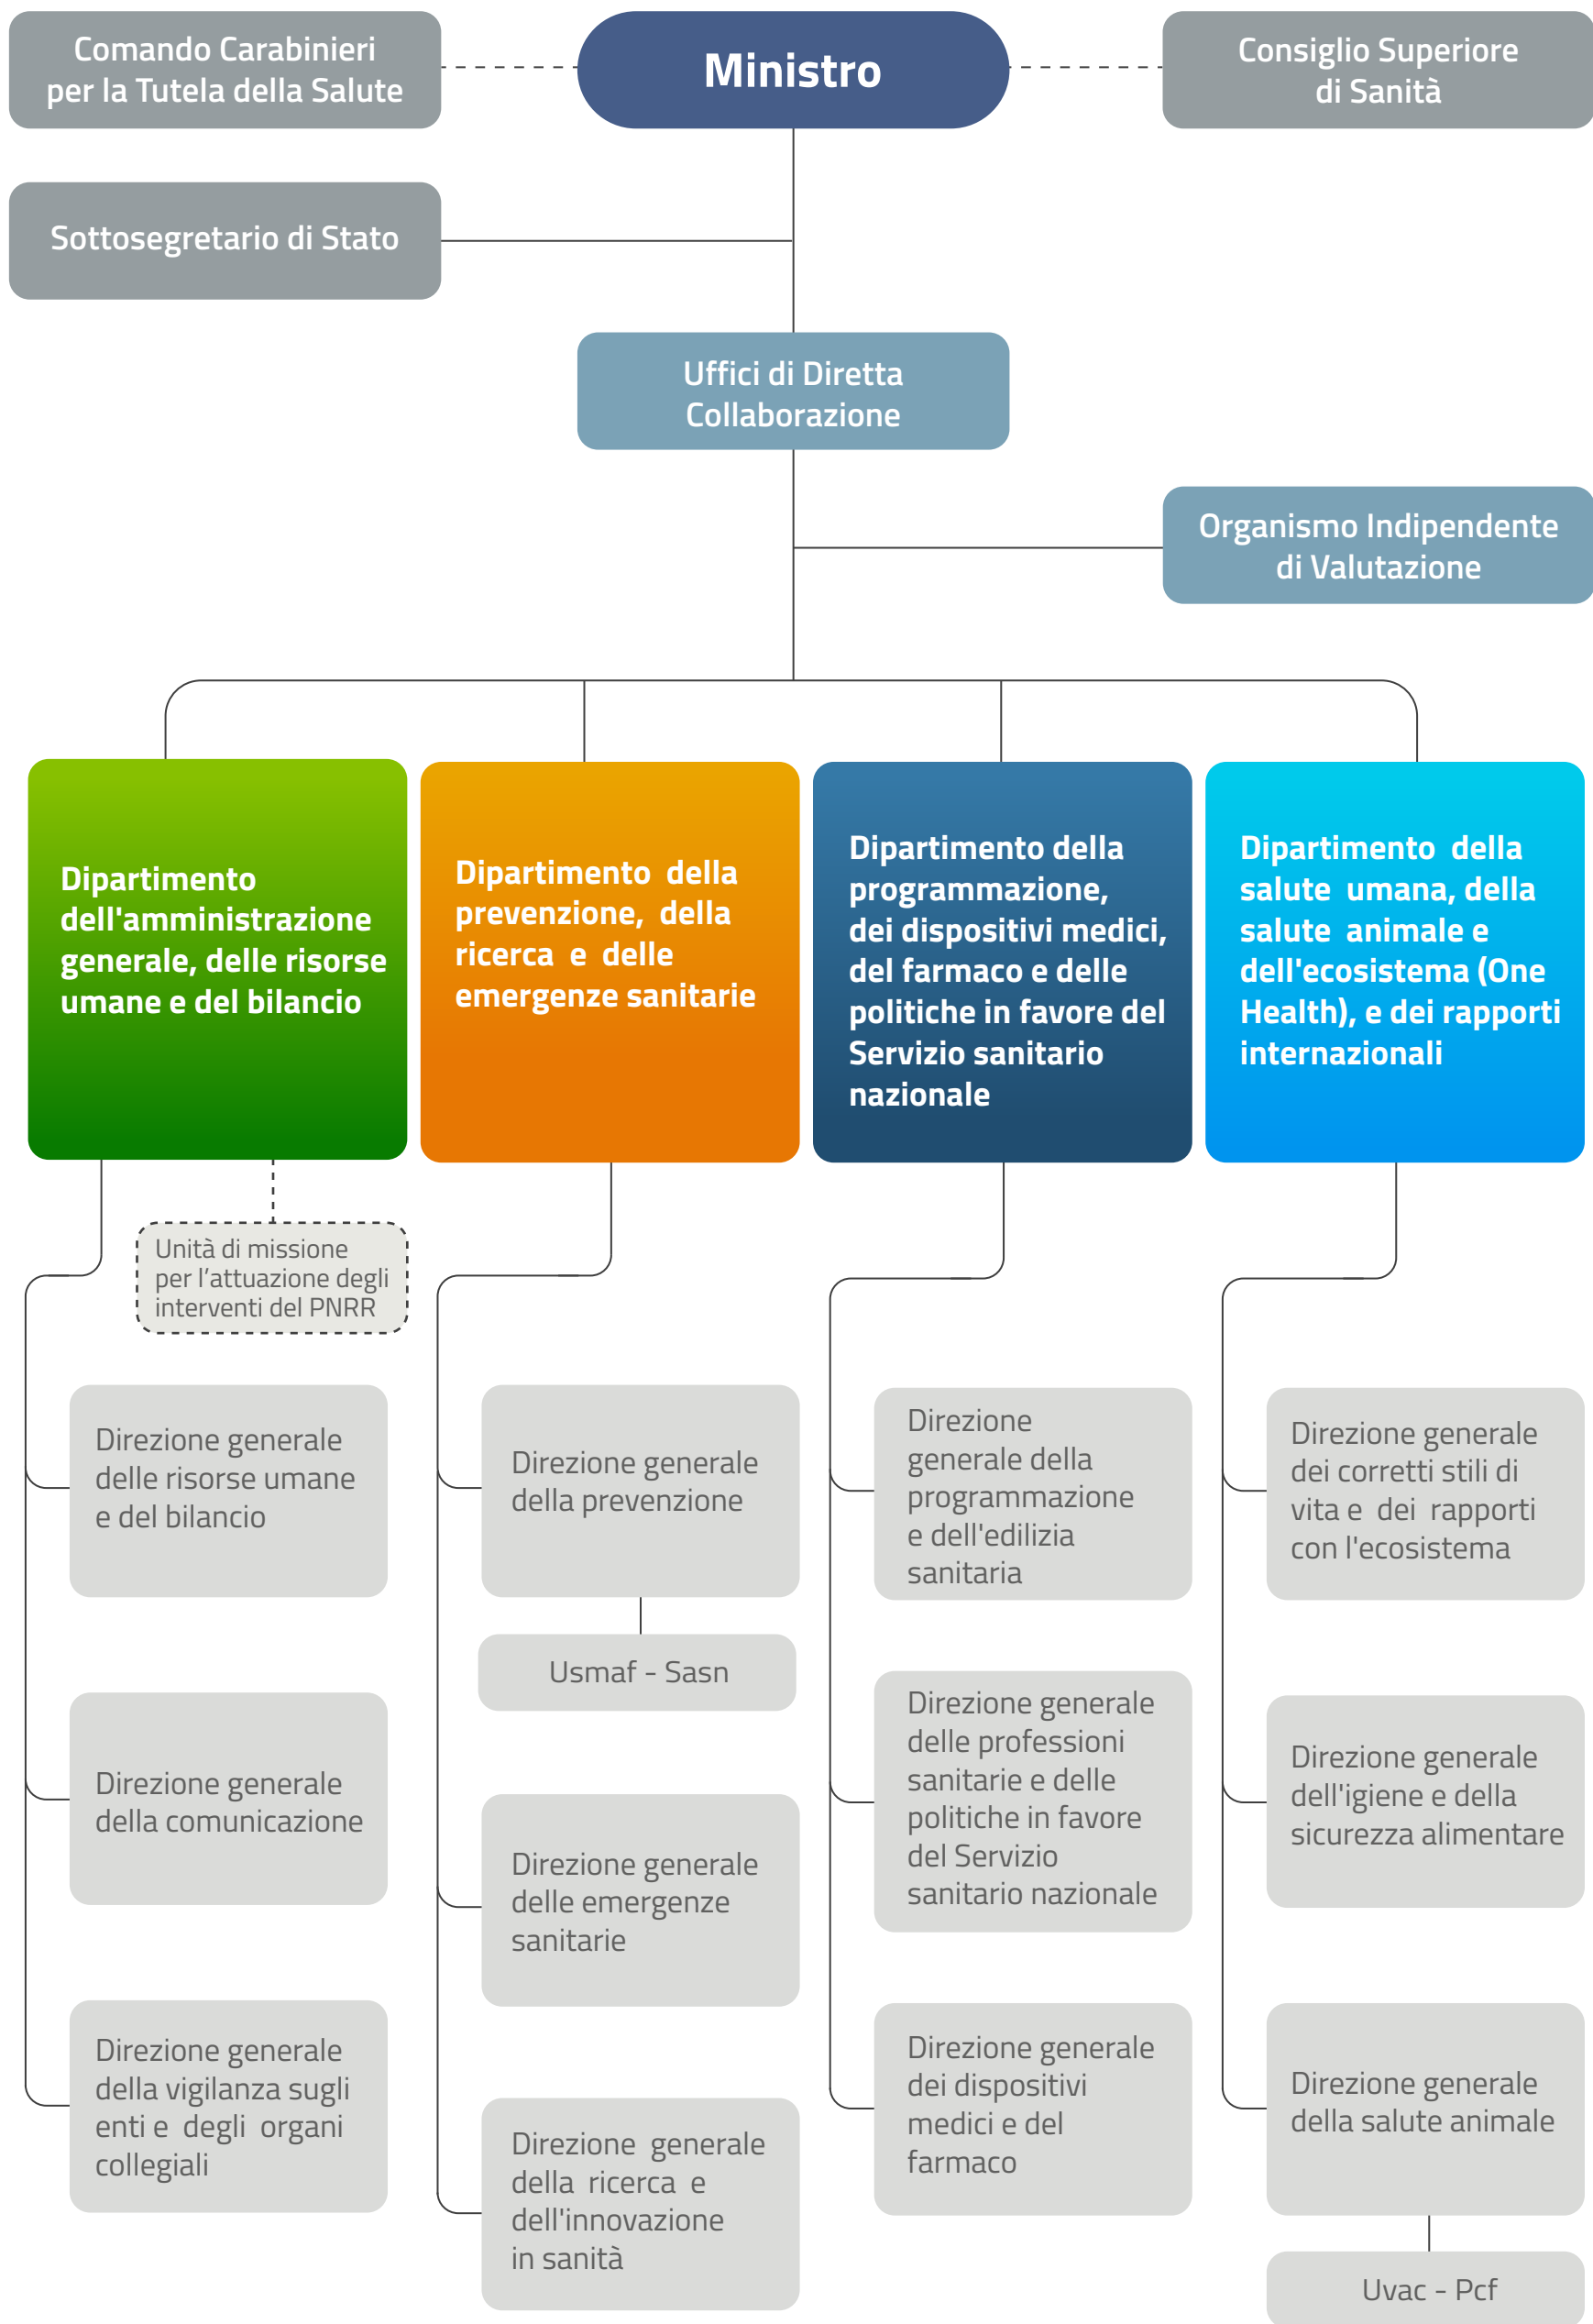 Comando Carabinieri
per la Tutela della Salute
Ministro
Consiglio Superiore
di Sanità
Sottosegretario di Stato
Uffici di Diretta
Collaborazione
Organismo Indipendente
di Valutazione
Dipartimento
dell'amministrazione
generale, delle risorse
umane e del bilancio
Dipartimento della
prevenzione, della
ricerca e delle
emergenze sanitarie
Dipartimento della
programmazione,
dei dispositivi medici,
del farmaco e delle
politiche in favore del
Servizio sanitario
nazionale
Dipartimento della
salute umana, della
salute animale e
dell'ecosistema (One
Health), e dei rapporti
internazionali
Unità di missione
per l’attuazione degli
interventi del PNRR
Direzione generale
delle risorse umane
e del bilancio
Direzione generale
della comunicazione
Direzione generale
della vigilanza sugli
enti e degli organi
collegiali
Direzione generale
della prevenzione
Usmaf - Sasn
Direzione generale
delle emergenze
sanitarie
Direzione generale
della ricerca e
dell'innovazione
in sanità
Direzione
generale della
programmazione
e dell'edilizia
sanitaria
Direzione generale
delle professioni
sanitarie e delle
politiche in favore
del Servizio
sanitario nazionale
Direzione generale
dei dispositivi
medici e del
farmaco
Direzione generale
dei corretti stili di
vita e dei rapporti
con l'ecosistema
Direzione generale
dell'igiene e della
sicurezza alimentare
Direzione generale
della salute animale
Uvac - Pcf